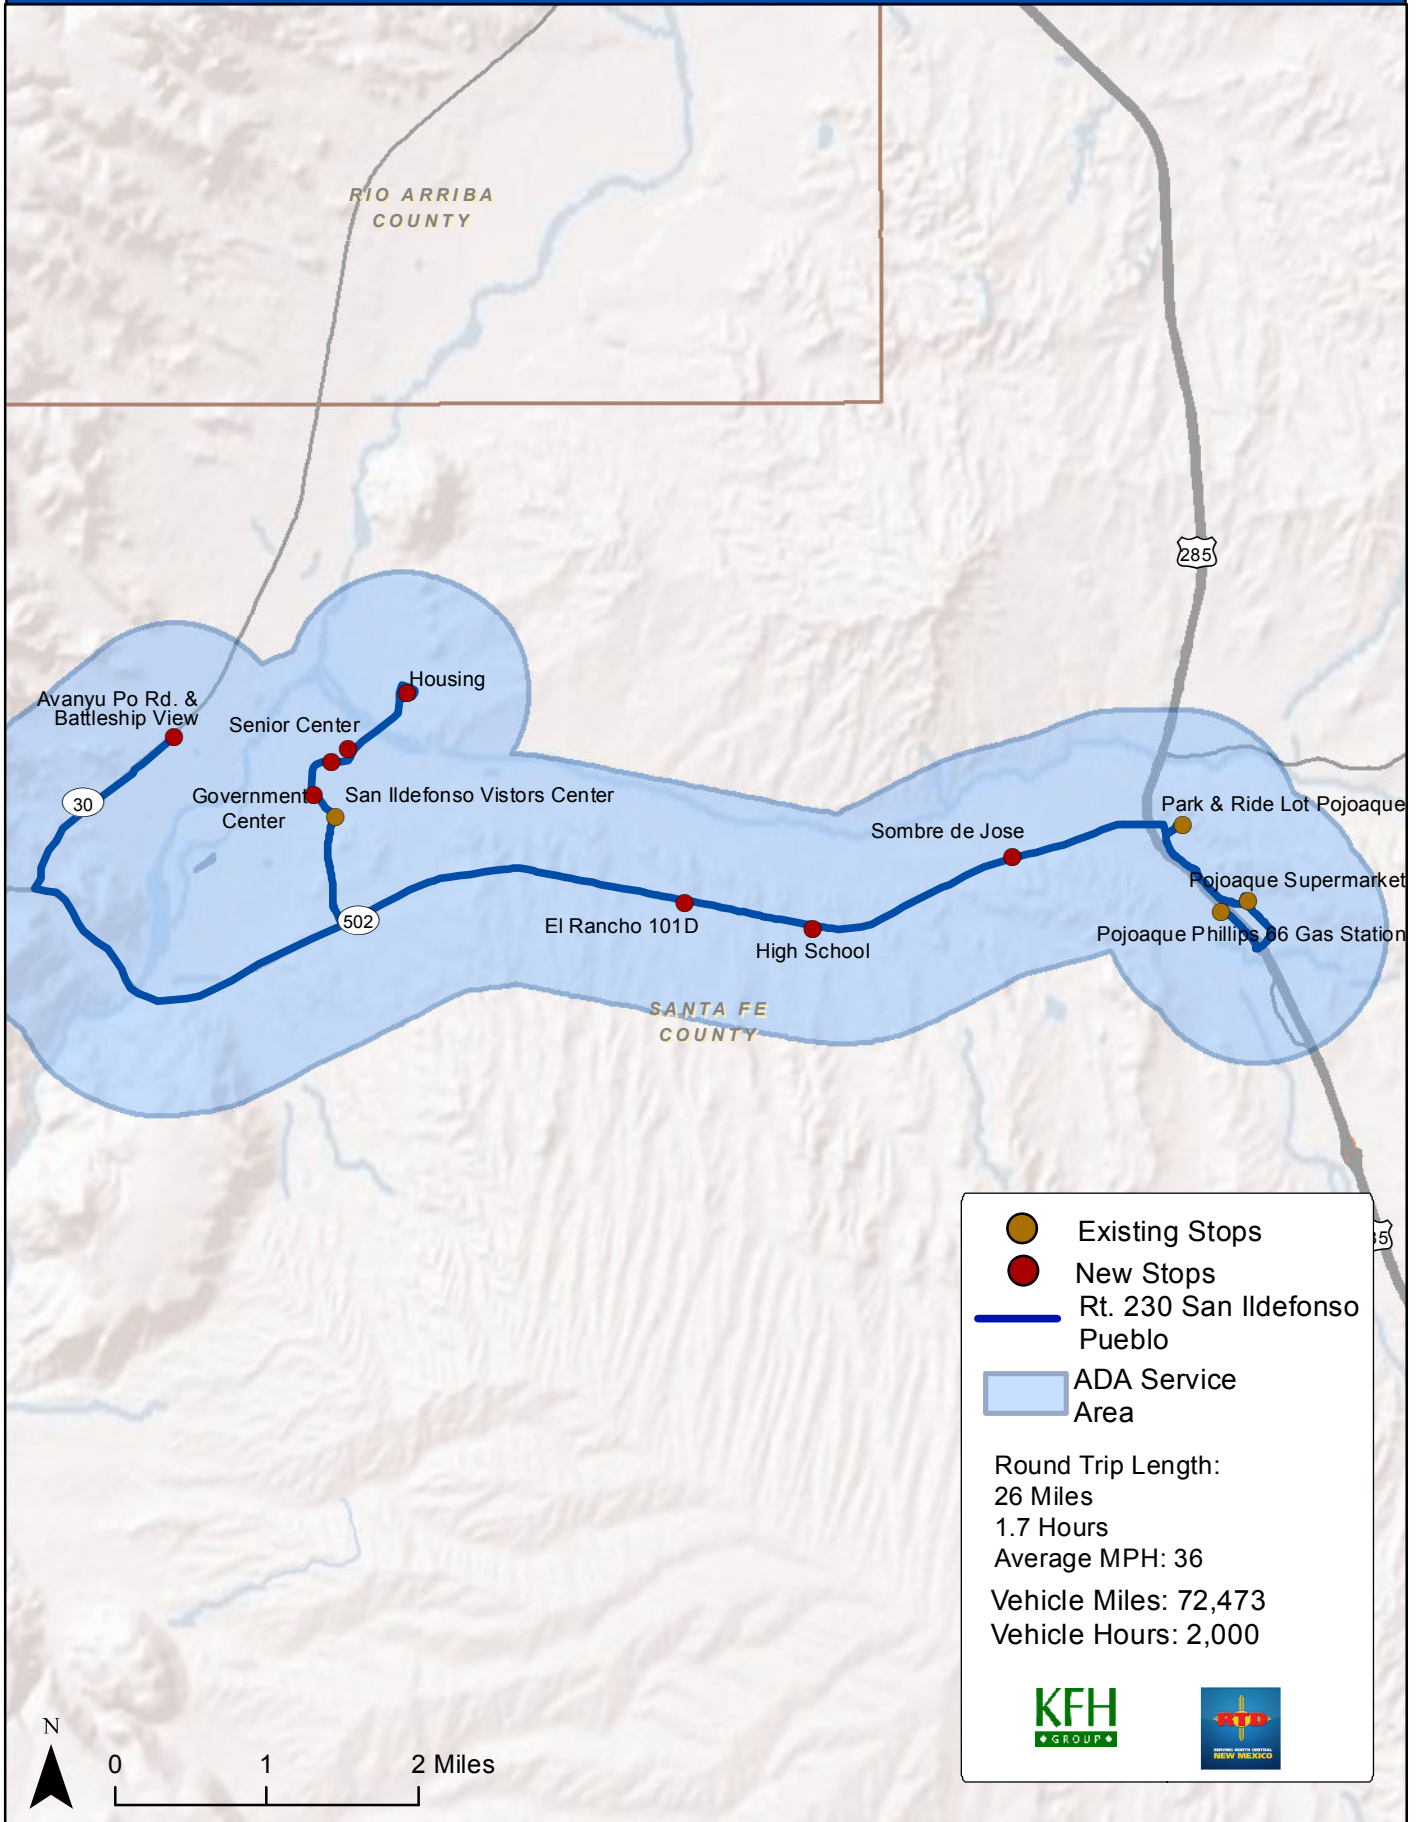 RIO ARRIBA
COUNTY
285
Housing
Avanyu Po Rd. &
Battleship View
Senior Center
30
Government
Center
San Ildefonso Vistors Center
Park & Ride Lot Pojoaque
Sombre de Jose
Pojoaque Supermarket
502
El Rancho 101D
Pojoaque Phillips 66 Gas Station
High School
SANTA FE
COUNTY
Existing Stops
New Stops
Rt. 230 San Ildefonso
Pueblo
ADA Service
Area
Round Trip Length:
26 Miles
1.7 Hours
Average MPH: 36
Vehicle Miles: 72,473
Vehicle Hours: 2,000
KFH
GROUP
RTD
SERVING NORTH CENTRAL
NEW MEXICO
N
0 1 2 Miles